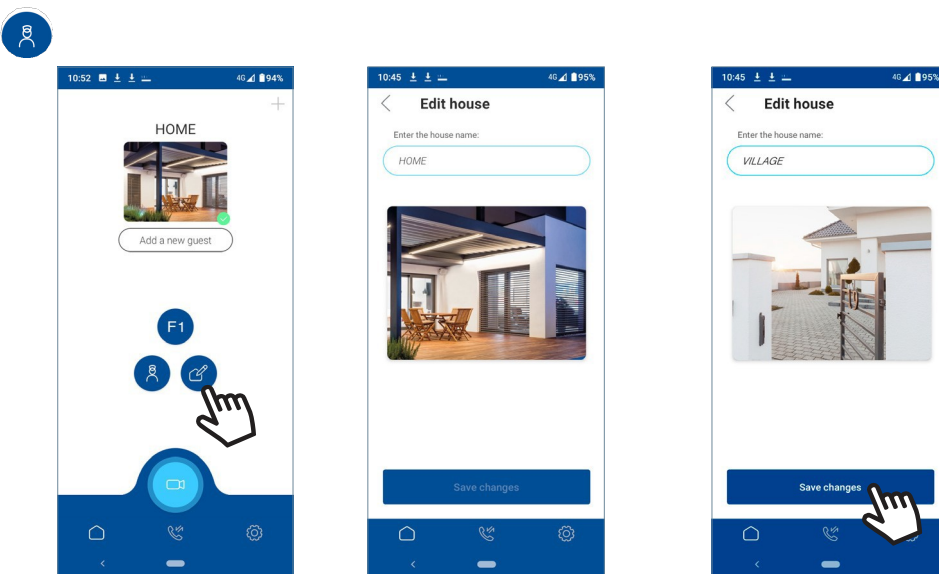 10:52 4G 94%
HOME
Add a new guest
F1
10:45 4G 95%
Edit house
Enter the house name:
HOME
Save changes
10:45 4G 95%
Edit house
Enter the house name:
VILLAGE
Save changes